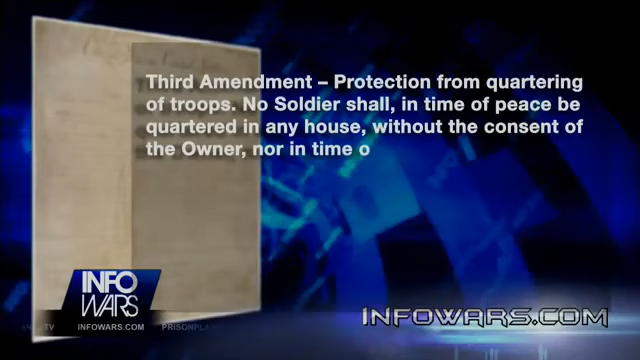 Third Amendment – Protection from quartering
of troops. No Soldier shall, in time of peace be
quartered in any house, without the consent of
the Owner, nor in time o
INFO
WARS
TV
INFOWARS.COM
INFOWARS.COM